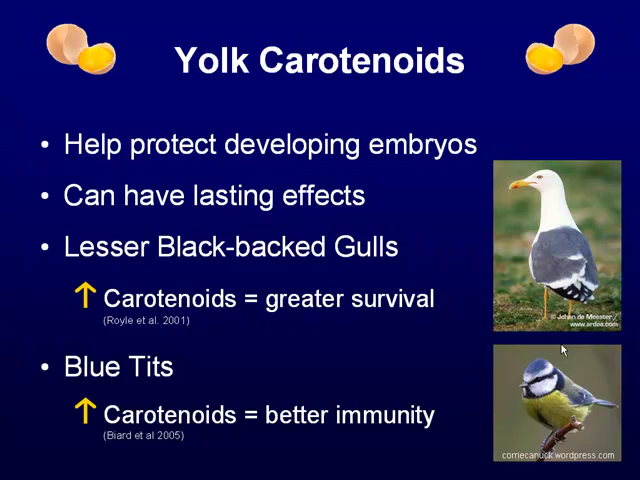 Yolk Carotenoids
• Help protect developing embryos
• Can have lasting effects
• Lesser Black-backed Gulls
↑ Carotenoids = greater survival
(Royle et al. 2001)
© Johan de Meester /
www.ardea.com
• Blue Tits
↑ Carotenoids = better immunity
(Biard et al 2005)
corriecanuck.wordpress.com